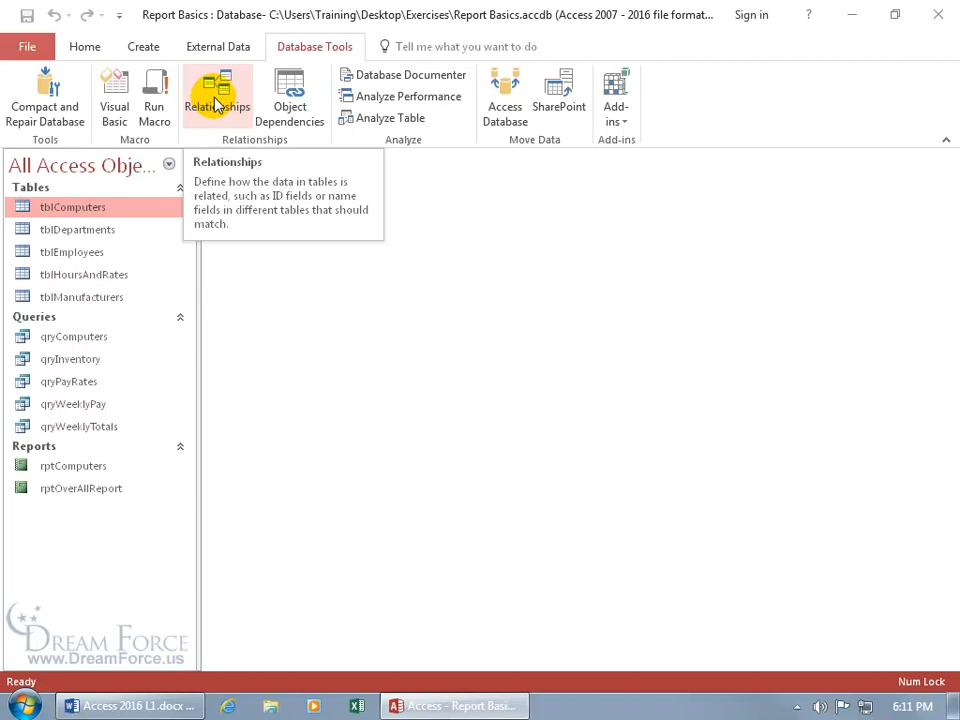 Report Basics : Database- C:\Users\Training\Desktop\Exercises\Report Basics.accdb (Access 2007 - 2016 file format... Sign in ?
File Home Create External Data Database Tools Tell me what you want to do
Compact and Repair Database
Visual Basic
Run Macro
Relationships
Object Dependencies
Database Documenter
Analyze Performance
Analyze Table
Access Database
SharePoint
Add-ins
Tools Macro Relationships Analyze Move Data Add-ins
All Access Obje...
Relationships
Define how the data in tables is
related, such as ID fields or name
fields in different tables that should
match.
Tables
tblComputers
tblDepartments
tblEmployees
tblHoursAndRates
tblManufacturers
Queries
qryComputers
qryInventory
qryPayRates
qryWeeklyPay
qryWeeklyTotals
Reports
rptComputers
rptOverAllReport
DREAM FORCE
www.DreamForce.us
Ready Num Lock
Access 2016 L1.docx ... Access - Report Basi... 6:11 PM